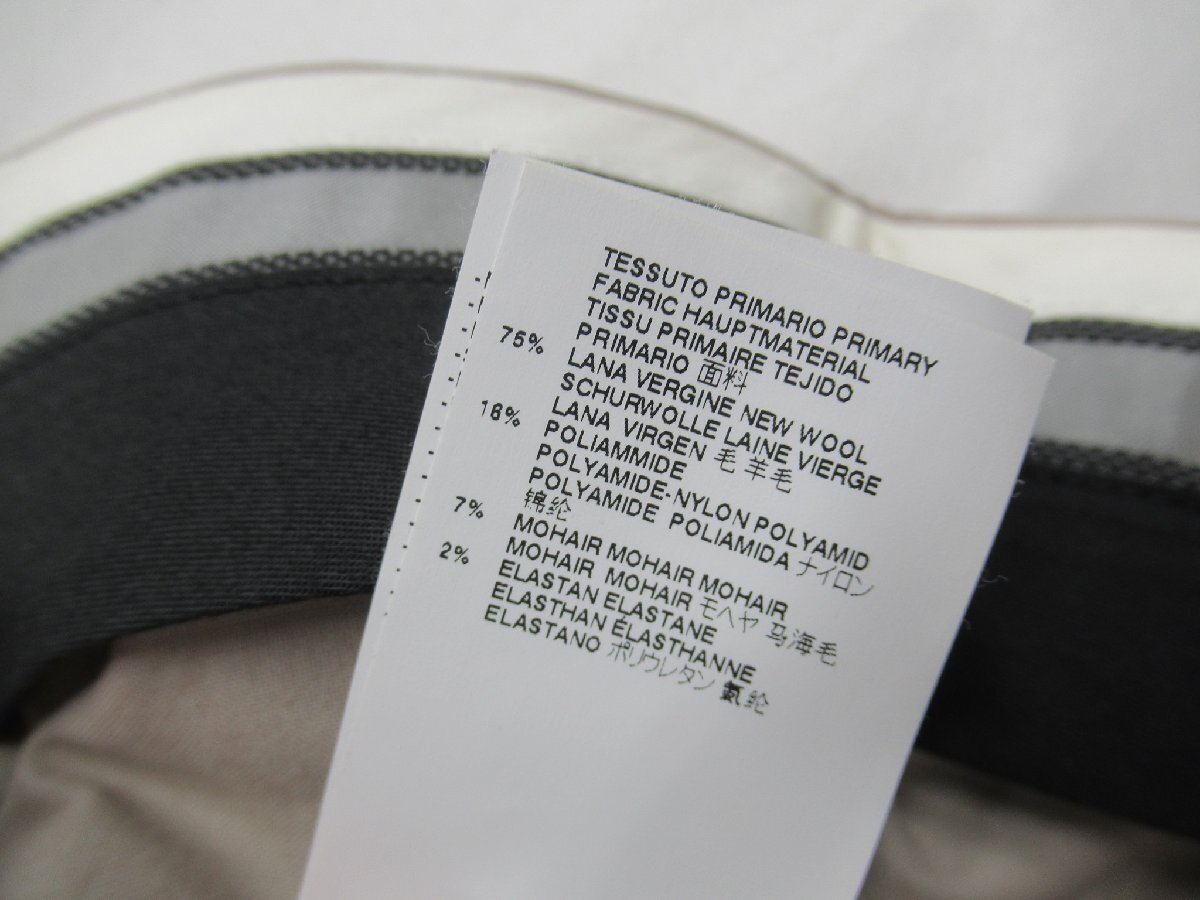 TESSUTO PRIMARIO PRIMARY
FABRIC HAUPTMATERIAL
TISSU PRIMAIRE TEJIDO
PRIMARIO 面料
75% LANA VERGINE NEW WOOL
SCHURWOLLE LAINE VIERGE
LANA VIRGEN 毛 羊毛
16% POLIAMMIDE
POLYAMIDE-NYLON POLYAMID
POLYAMIDE POLIAMIDA ナイロン
锦纶
7% MOHAIR MOHAIR MOHAIR
MOHAIR MOHAIR モヘヤ 马海毛
2% ELASTAN ELASTANE
ELASTHAN ÉLASTHANNE
ELASTANO ポリウレタン 氨纶